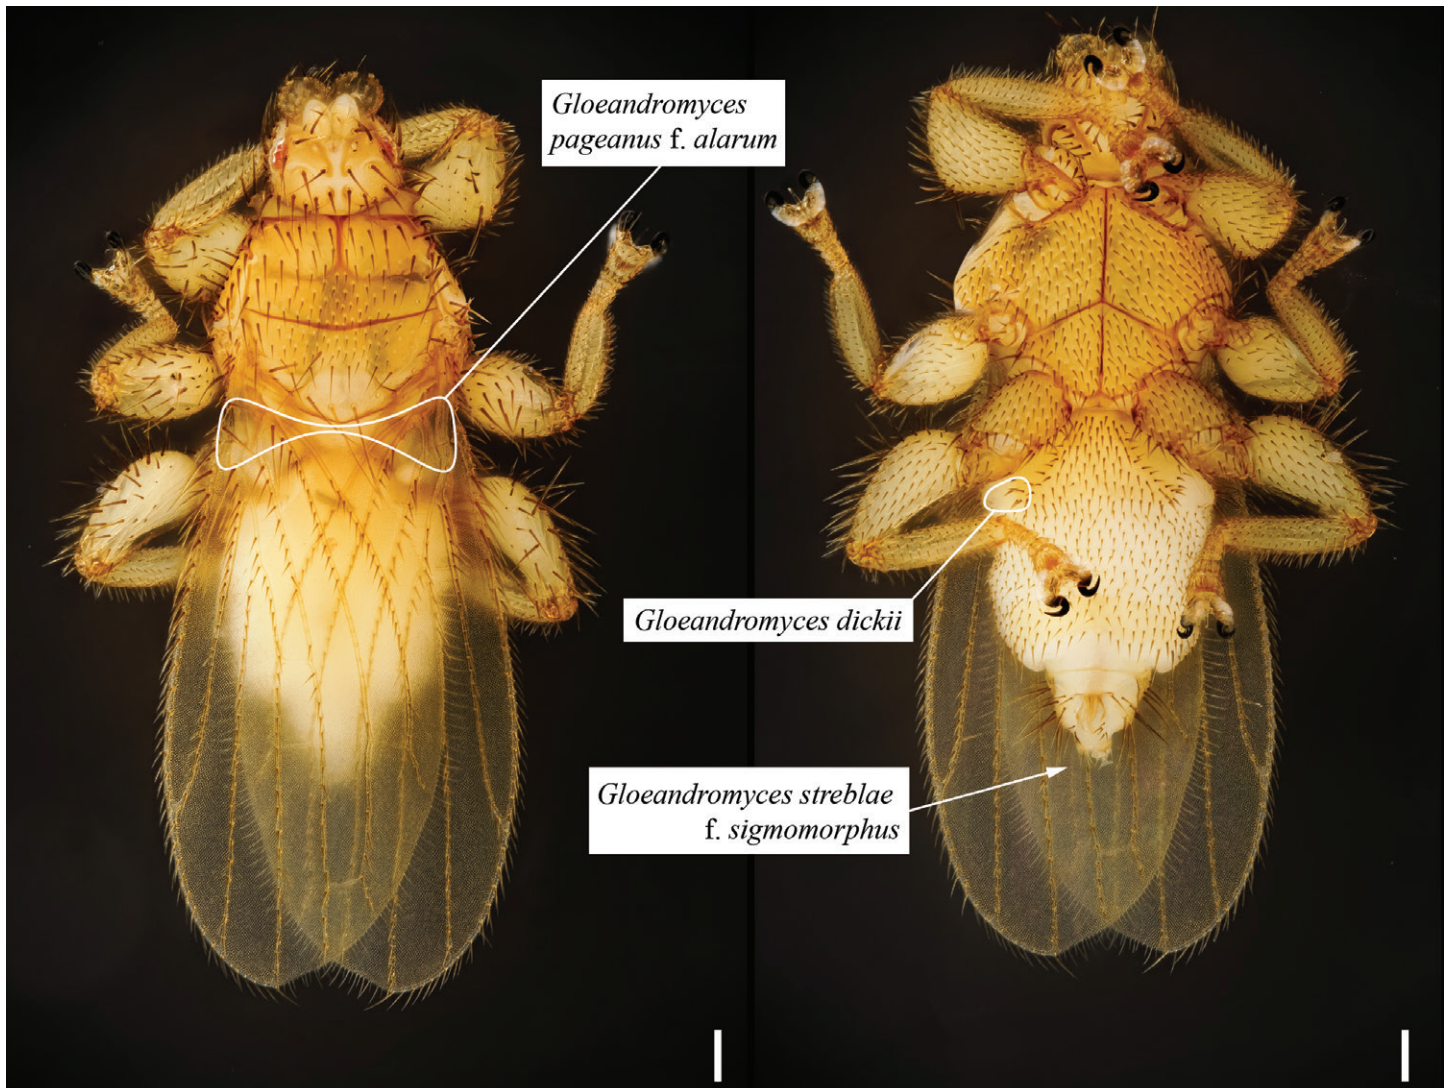 Gloeandromyces
pageanus f. alarum
Gloeandromyces dickii
Gloeandromyces streblae
f. sigmomorphus